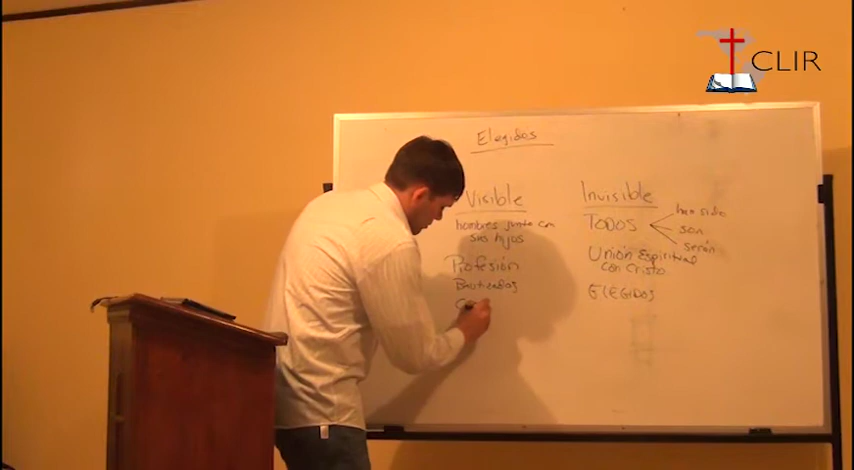 CLIR
Elegidos
Visible
hombres junto con
sus hijos
Profesión
Bautizados
Co
Invisible
TODOS
han sido
son
serán
Unión Espiritual
con Cristo.
ELEGIDOS